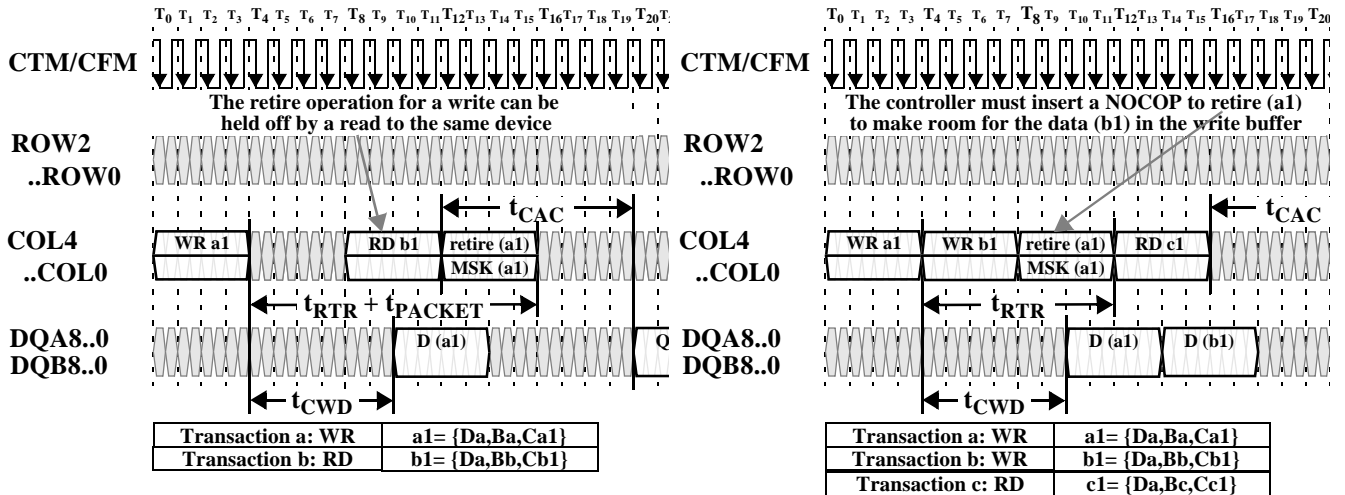 T0 T1 T2 T3 T4 T5 T6 T7 T8 T9 T10 T11 T12 T13 T14 T15 T16 T17 T18 T19 T20
CTM/CFM
The retire operation for a write can be
held off by a read to the same device
ROW2
..ROW0
tCAC
COL4
..COL0
WR a1 RD b1 retire (a1)
MSK (a1)
tRTR + tPACKET
DQA8..0
DQB8..0
D (a1) Q
tCWD
Transaction a: WR a1= {Da,Ba,Ca1}
Transaction b: RD b1= {Da,Bb,Cb1}
T0 T1 T2 T3 T4 T5 T6 T7 T8 T9 T10 T11 T12 T13 T14 T15 T16 T17 T18 T19 T20
CTM/CFM
The controller must insert a NOCOP to retire (a1)
to make room for the data (b1) in the write buffer
ROW2
..ROW0
tCAC
COL4
..COL0
WR a1 WR b1 retire (a1) RD c1
MSK (a1)
tRTR
DQA8..0
DQB8..0
D (a1) D (b1)
tCWD
Transaction a: WR a1= {Da,Ba,Ca1}
Transaction b: WR b1= {Da,Bb,Cb1}
Transaction c: RD c1= {Da,Bc,Cc1}